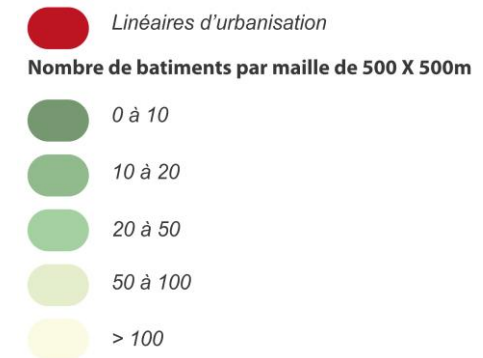 Linéaires d’urbanisation
Nombre de batiments par maille de 500 X 500m
0 à 10
10 à 20
20 à 50
50 à 100
> 100